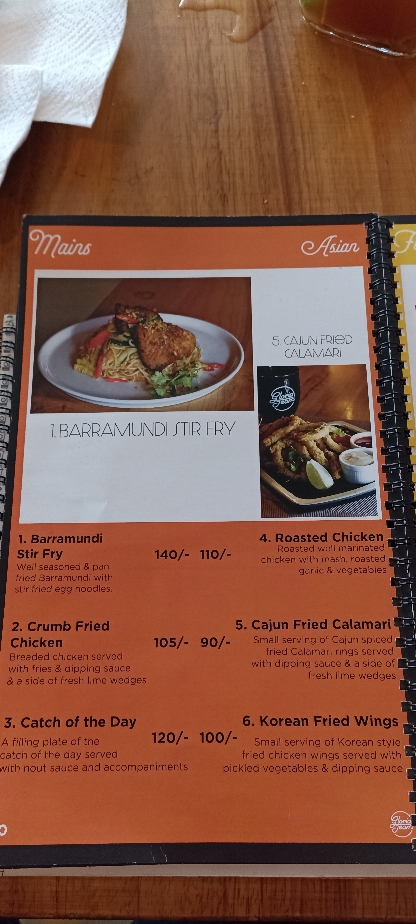 Mains
Asian
5. CAJUN FRIED
CALAMARI
1. BARRAMUNDI STIR FRY
1. Barramundi
Stir Fry
140/-
Well seasoned & pan
fried Barramundi with
stir fried egg noodles.
110/-
4. Roasted Chicken
Roasted well marinated
chicken with mash, roasted
garlic & vegetables
2. Crumb Fried
Chicken
105/-
Breaded chicken served
with fries & dipping sauce
& a side of fresh lime wedges
90/-
5. Cajun Fried Calamari
Small serving of Cajun spiced
fried Calamari rings served
with dipping sauce & a side of
fresh lime wedges
3. Catch of the Day
120/-
A filling plate of the
catch of the day served
with nout sauce and accompaniments
100/-
6. Korean Fried Wings
Small serving of Korean style
fried chicken wings served with
pickled vegetables & dipping sauce